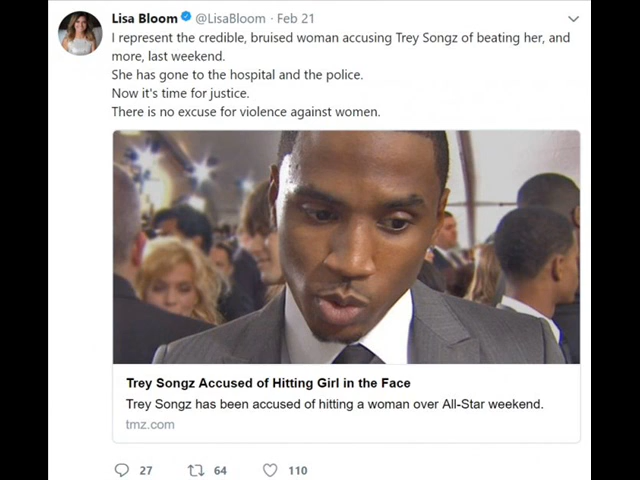 Lisa Bloom @LisaBloom · Feb 21
I represent the credible, bruised woman accusing Trey Songz of beating her, and
more, last weekend.
She has gone to the hospital and the police.
Now it's time for justice.
There is no excuse for violence against women.
Trey Songz Accused of Hitting Girl in the Face
Trey Songz has been accused of hitting a woman over All-Star weekend.
tmz.com
27 64 110